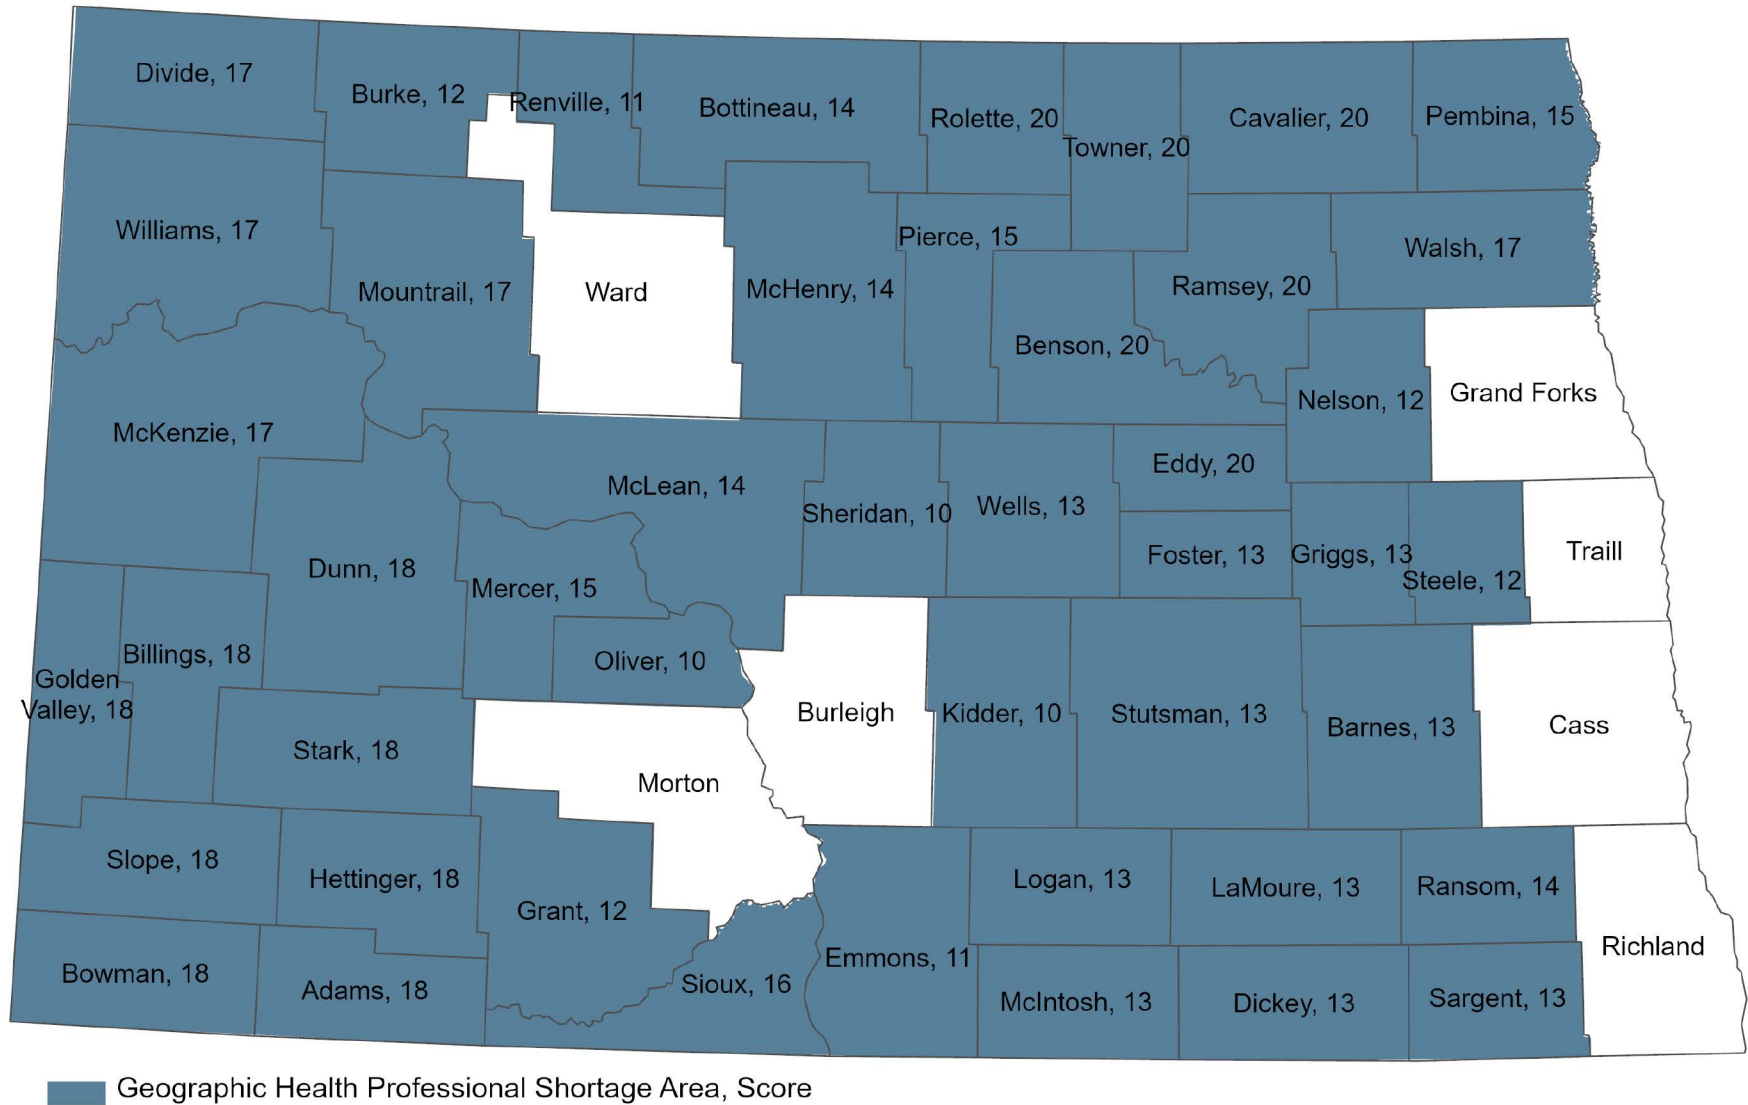 Divide, 17
Burke, 12
Renville, 11
Bottineau, 14
Rolette, 20
Towner, 20
Cavalier, 20
Pembina, 15
Williams, 17
Mountrail, 17
Ward
McHenry, 14
Pierce, 15
Benson, 20
Ramsey, 20
Walsh, 17
McKenzie, 17
Nelson, 12
Grand Forks
McLean, 14
Sheridan, 10
Wells, 13
Eddy, 20
Dunn, 18
Mercer, 15
Foster, 13
Griggs, 13
Steele, 12
Traill
Golden
Valley, 18
Billings, 18
Oliver, 10
Stark, 18
Morton
Burleigh
Kidder, 10
Stutsman, 13
Barnes, 13
Cass
Slope, 18
Hettinger, 18
Grant, 12
Logan, 13
LaMoure, 13
Ransom, 14
Bowman, 18
Adams, 18
Sioux, 16
Emmons, 11
McIntosh, 13
Dickey, 13
Sargent, 13
Richland
Geographic Health Professional Shortage Area, Score